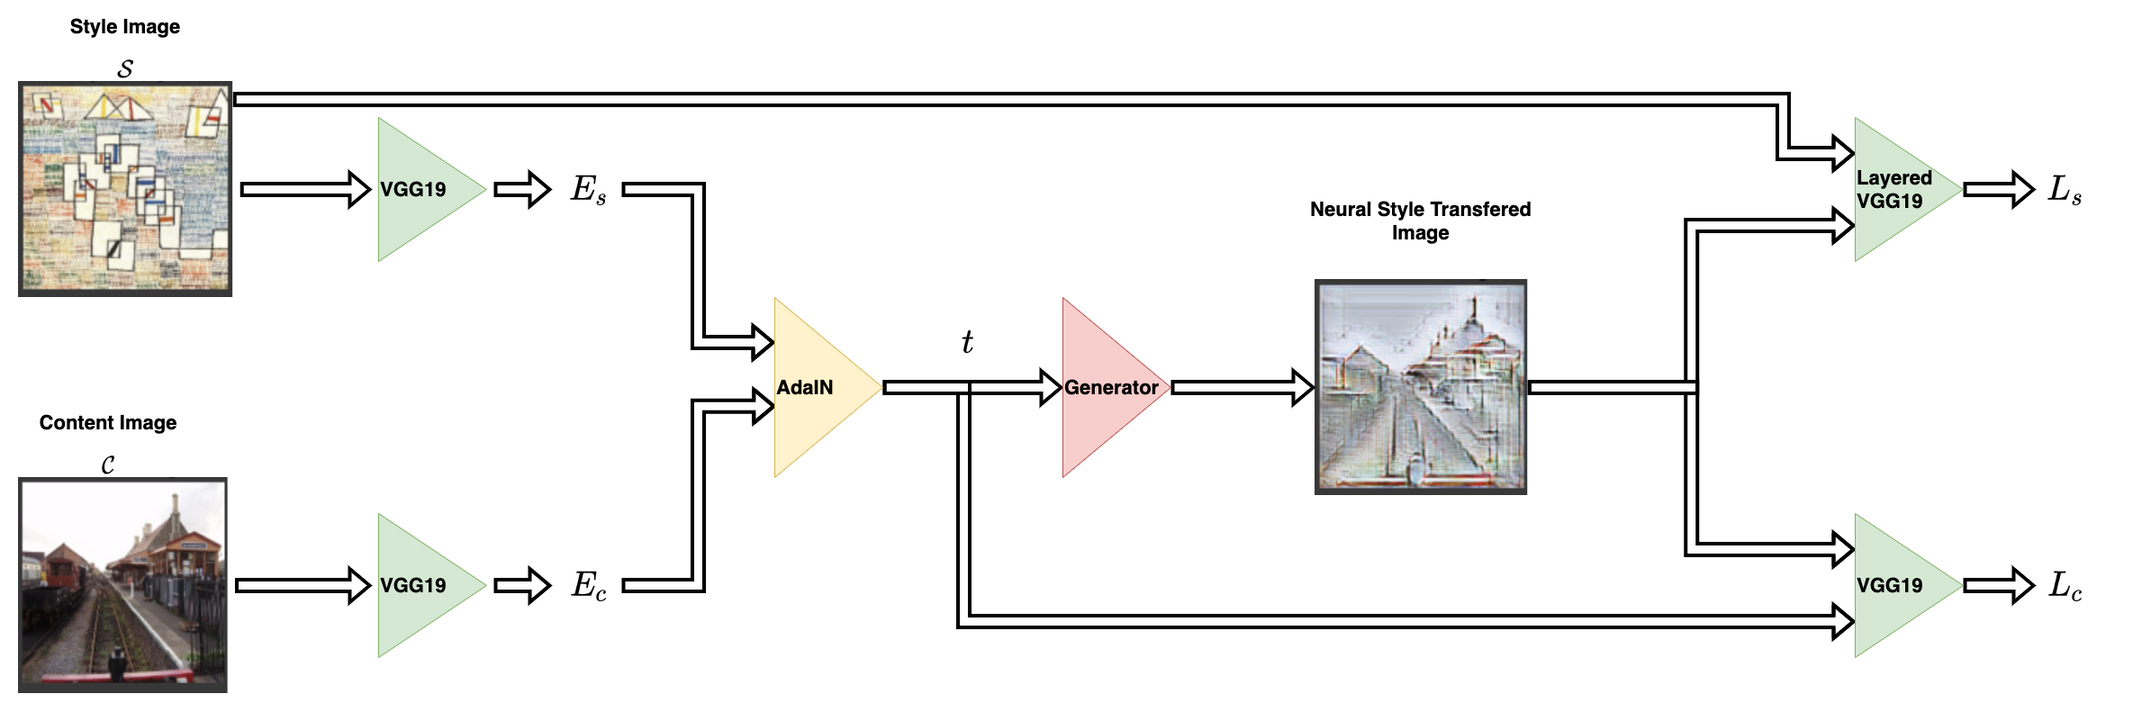 Style Image
𝒮
VGG19
E_s
Layered
VGG19
L_s
Neural Style Transfered
Image
t
AdaIN
Generator
Content Image
𝒞
VGG19
E_c
VGG19
L_c